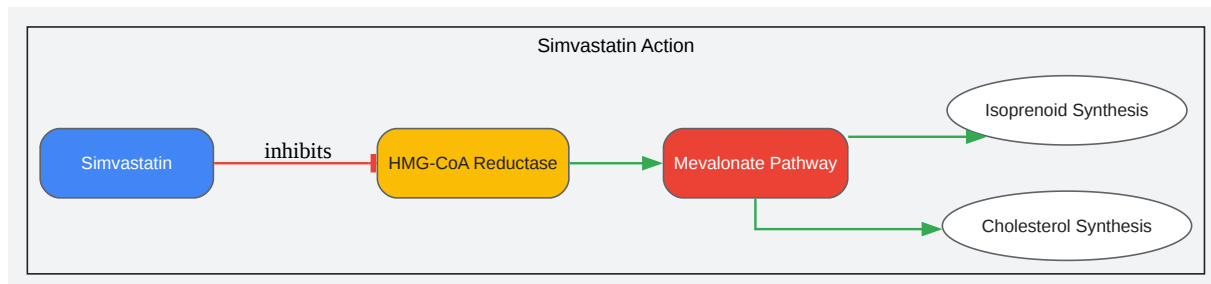 Simvastatin Action
Simvastatin
inhibits
HMG-CoA Reductase
Mevalonate Pathway
Isoprenoid Synthesis
Cholesterol Synthesis